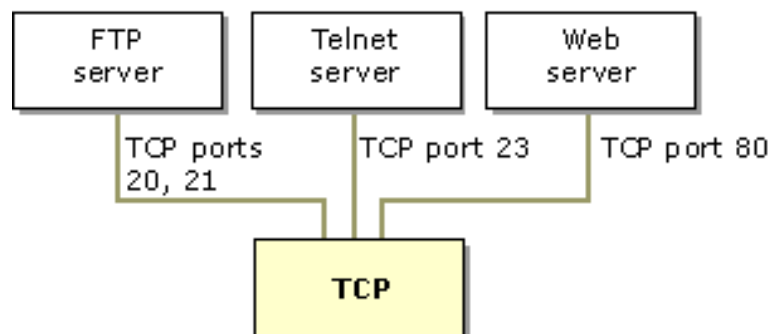 FTP
server
Telnet
server
Web
server
TCP ports
20, 21
TCP port 23
TCP port 80
TCP